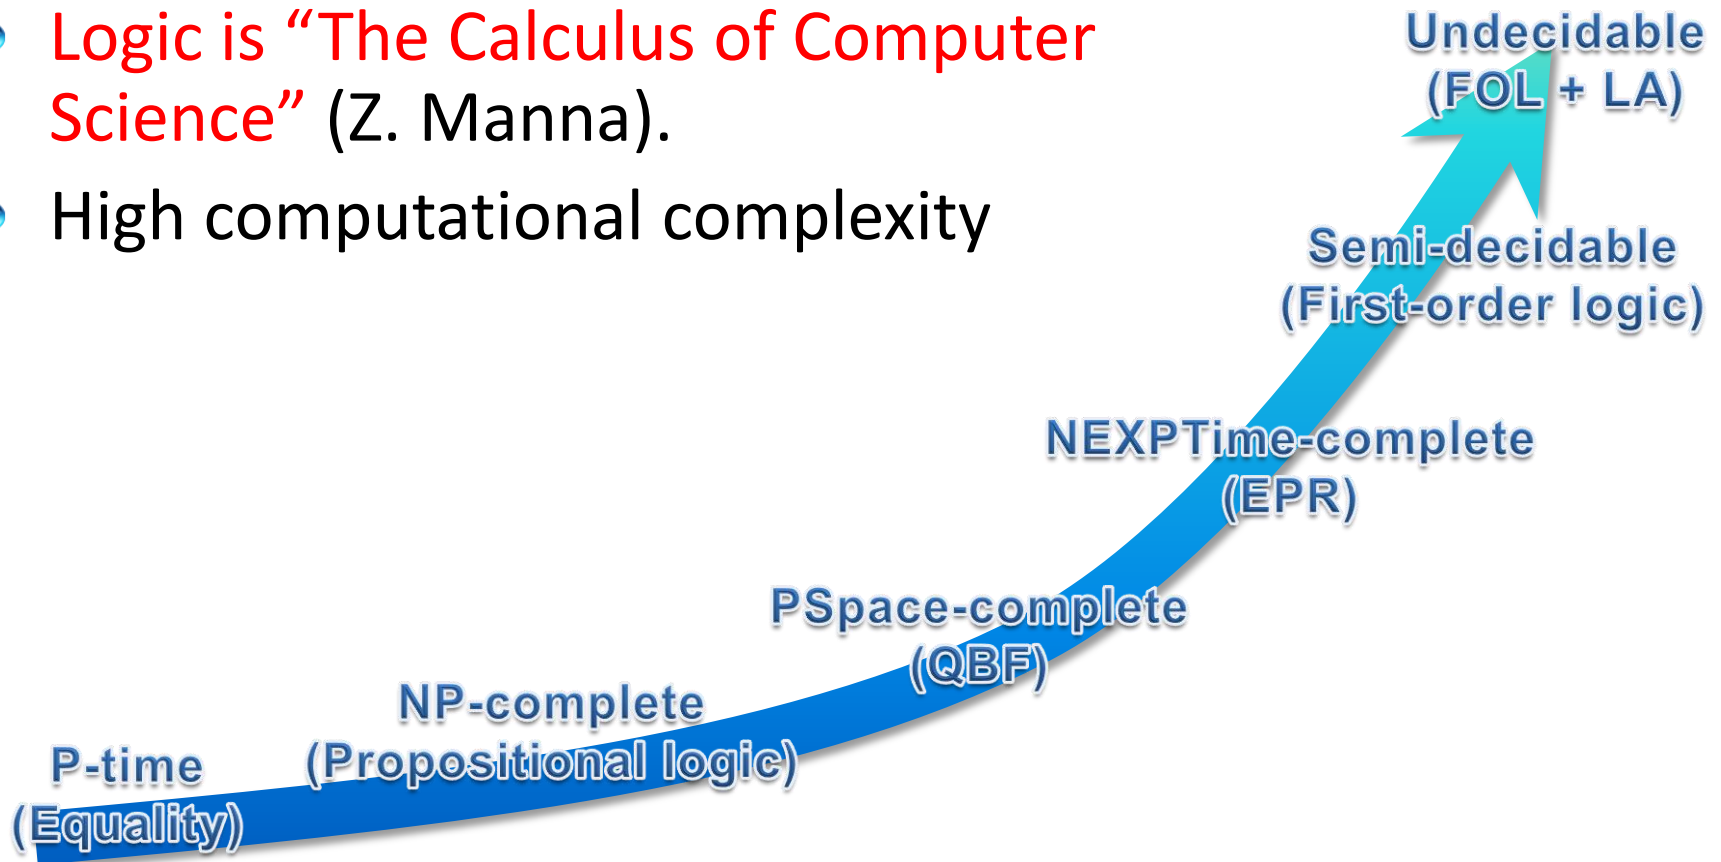 • Logic is “The Calculus of Computer
Science” (Z. Manna).
• High computational complexity
Undecidable
(FOL + LA)
Semi-decidable
(First-order logic)
NEXPTime-complete
(EPR)
PSpace-complete
(QBF)
NP-complete
(Propositional logic)
P-time
(Equality)